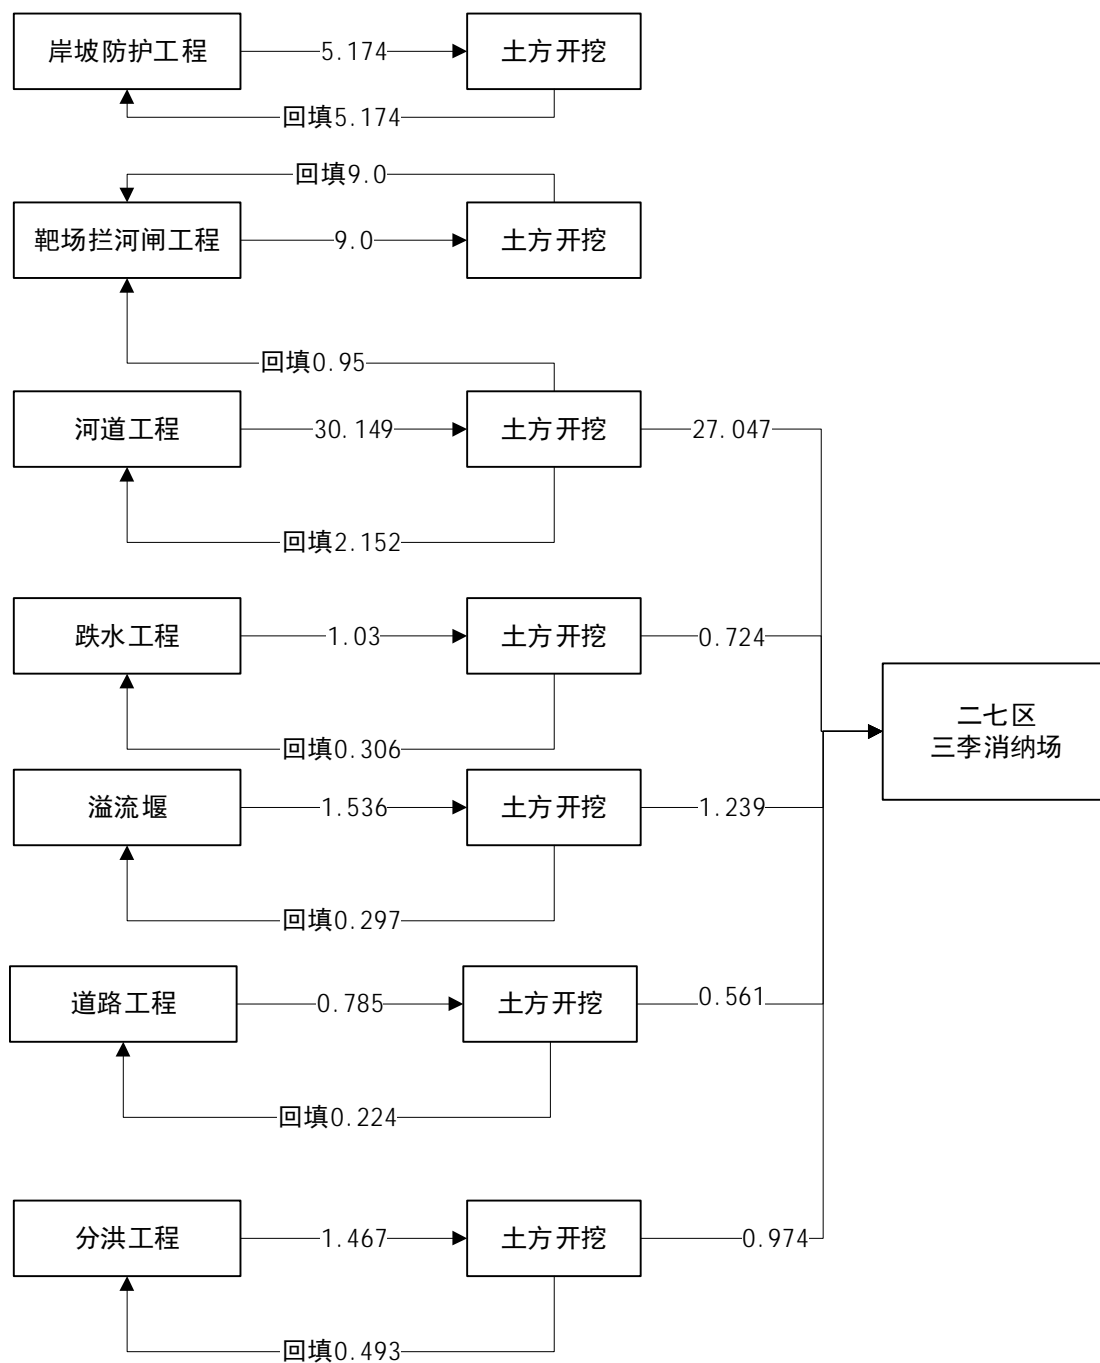 岸坡防护工程
5.174
土方开挖
回填5.174
回填9.0
靶场拦河闸工程
9.0
土方开挖
回填0.95
河道工程
30.149
土方开挖
27.047
回填2.152
跌水工程
1.03
土方开挖
0.724
回填0.306
二七区
三李消纳场
溢流堰
1.536
土方开挖
1.239
回填0.297
道路工程
0.785
土方开挖
0.561
回填0.224
分洪工程
1.467
土方开挖
0.974
回填0.493